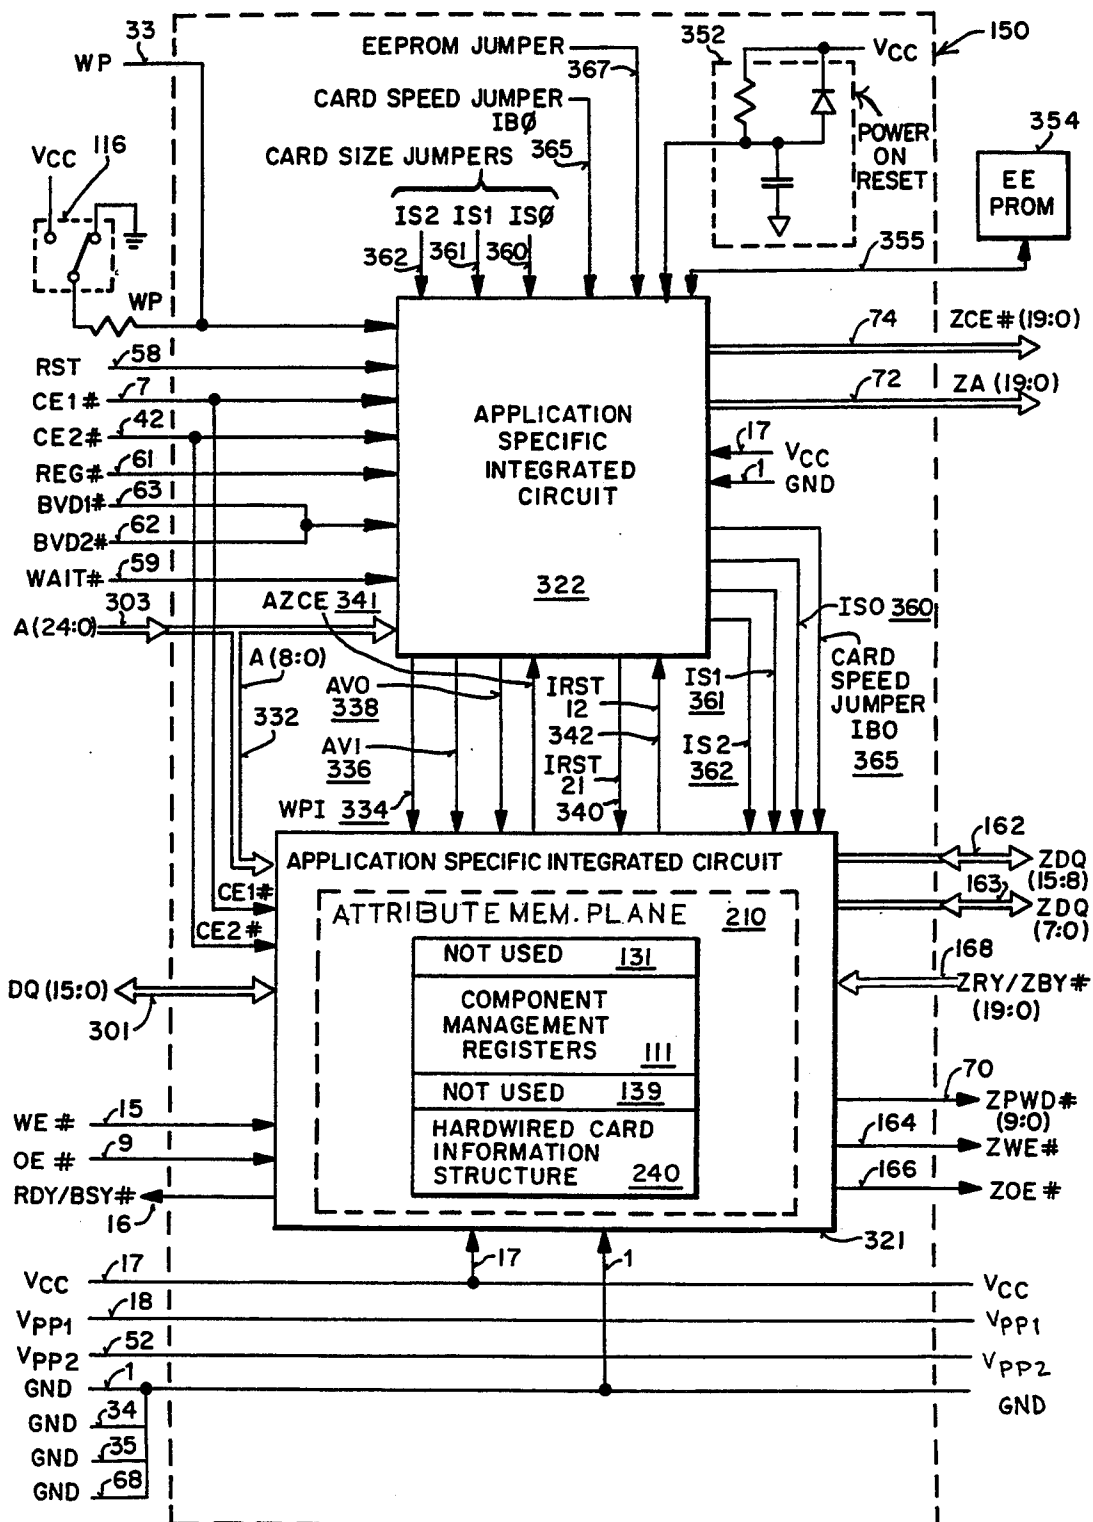 33
WP
EEPROM JUMPER
367
352
VCC
150
CARD SPEED JUMPER
IBØ
365
POWER
ON
RESET
354
EE
PROM
116
VCC
CARD SIZE JUMPERS
IS2 IS1 ISØ
362
361
360
355
WP
RST
58
CE1#
7
CE2#
42
REG#
61
BVD1#
63
BVD2#
62
WAIT#
59
A(24:0)
303
74
ZCE#(19:0)
72
ZA (19:0)
17
VCC
1
GND
APPLICATION
SPECIFIC
INTEGRATED
CIRCUIT
322
AZCE 341
A(8:0)
332
AVO
338
AVI
336
WPI 334
IRST
12
342
IRST
21
340
IS1
361
IS2
362
ISO 360
CARD
SPEED
JUMPER
IBO
365
APPLICATION SPECIFIC INTEGRATED CIRCUIT
CE1#
CE2#
ATTRIBUTE MEM. PLANE 210
NOT USED 131
COMPONENT
MANAGEMENT
REGISTERS 111
NOT USED 139
HARDWIRED CARD
INFORMATION
STRUCTURE 240
162
ZDQ
(15:8)
163
ZDQ
(7:0)
168
ZRY/ZBY#
(19:0)
70
ZPWD#
(9:0)
164
ZWE#
166
ZOE#
321
DQ (15:0)
301
WE #
15
OE #
9
RDY/BSY#
16
17
1
VCC
17
VCC
VPP1
18
VPP1
VPP2
52
VPP2
GND
1
GND
GND
34
GND
35
GND
68